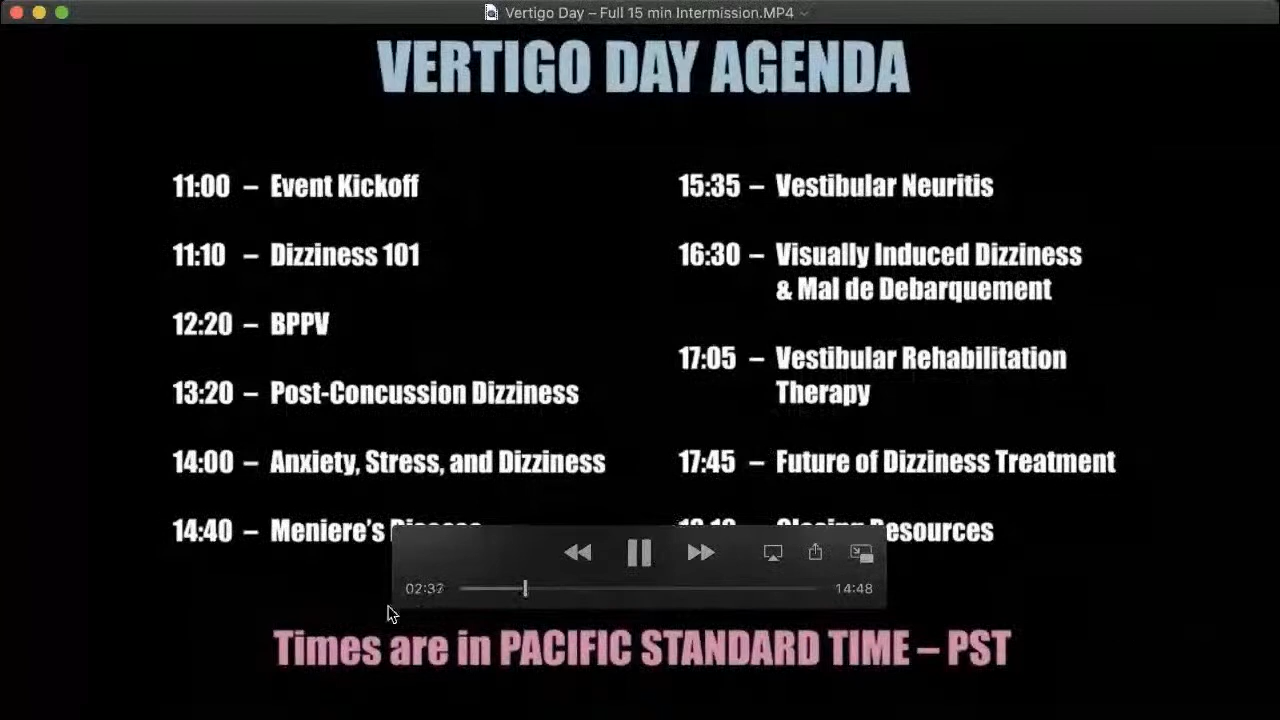 Vertigo Day – Full 15 min Intermission.MP4
VERTIGO DAY AGENDA
11:00 – Event Kickoff
11:10 – Dizziness 101
12:20 – BPPV
13:20 – Post-Concussion Dizziness
14:00 – Anxiety, Stress, and Dizziness
14:40 – Meniere's Disease
15:35 – Vestibular Neuritis
16:30 – Visually Induced Dizziness
& Mal de Debarquement
17:05 – Vestibular Rehabilitation
Therapy
17:45 – Future of Dizziness Treatment
– Closing Resources
02:37
14:48
Times are in PACIFIC STANDARD TIME – PST